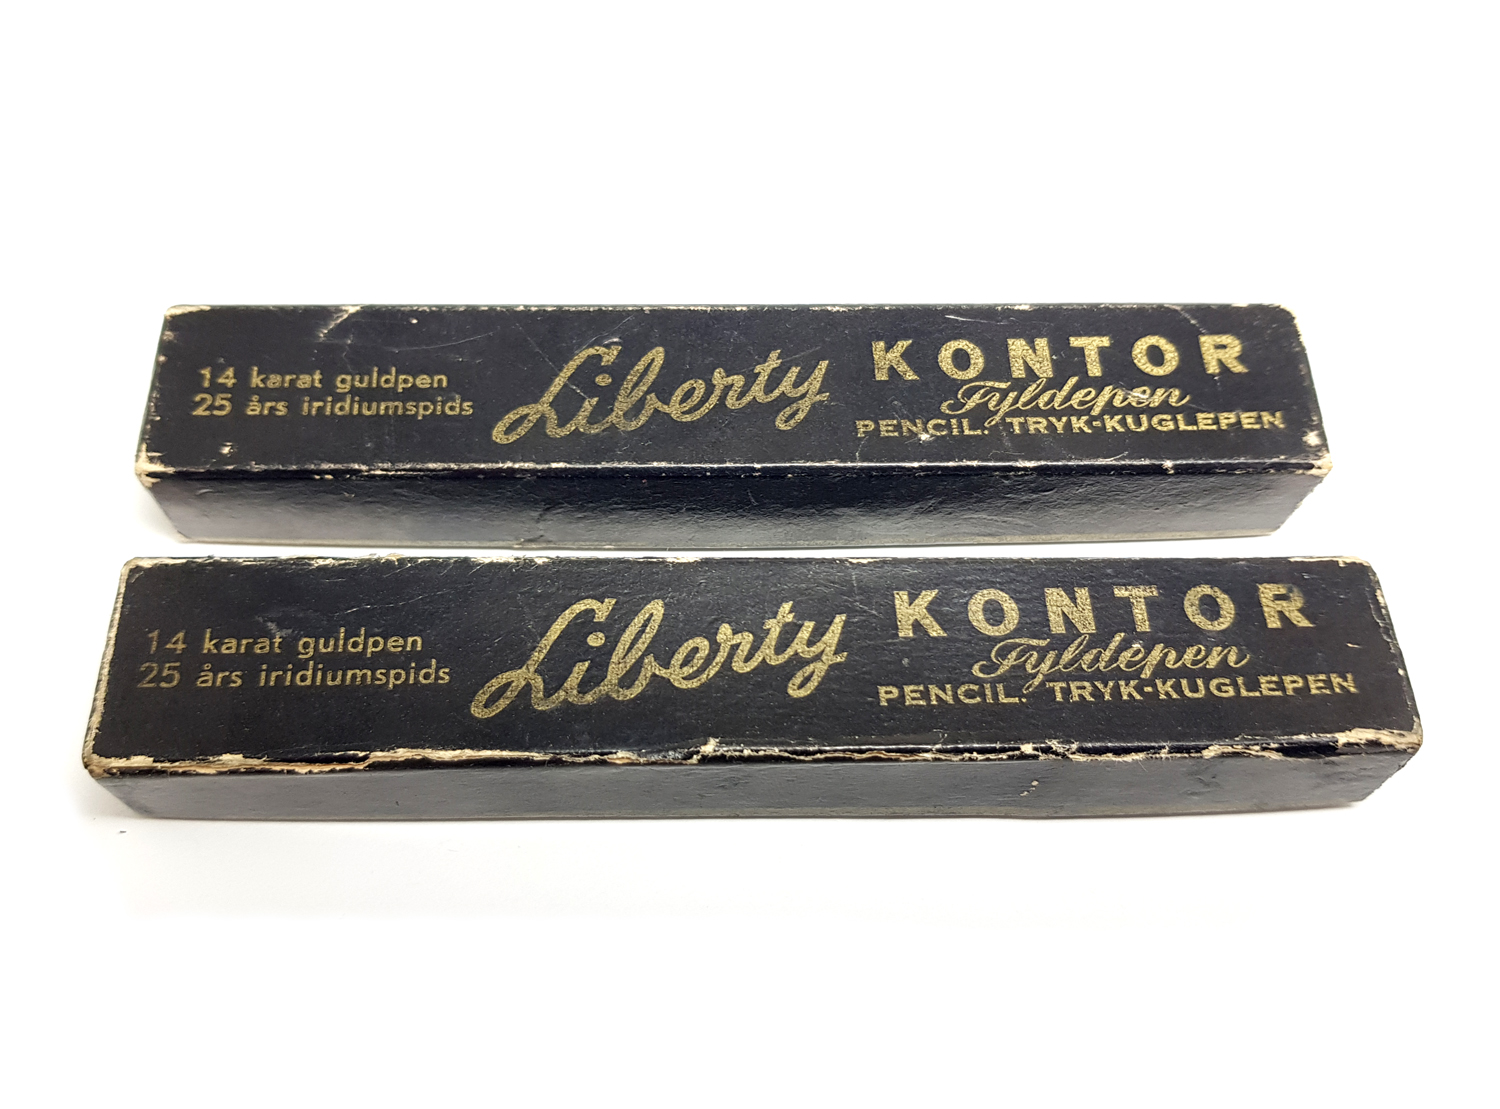 14 karat guldpen
25 års iridiumspids
Liberty
KONTOR
Fyldepen
PENCIL. TRYK-KUGLEPEN
14 karat guldpen
25 års iridiumspids
Liberty
KONTOR
Fyldepen
PENCIL. TRYK-KUGLEPEN